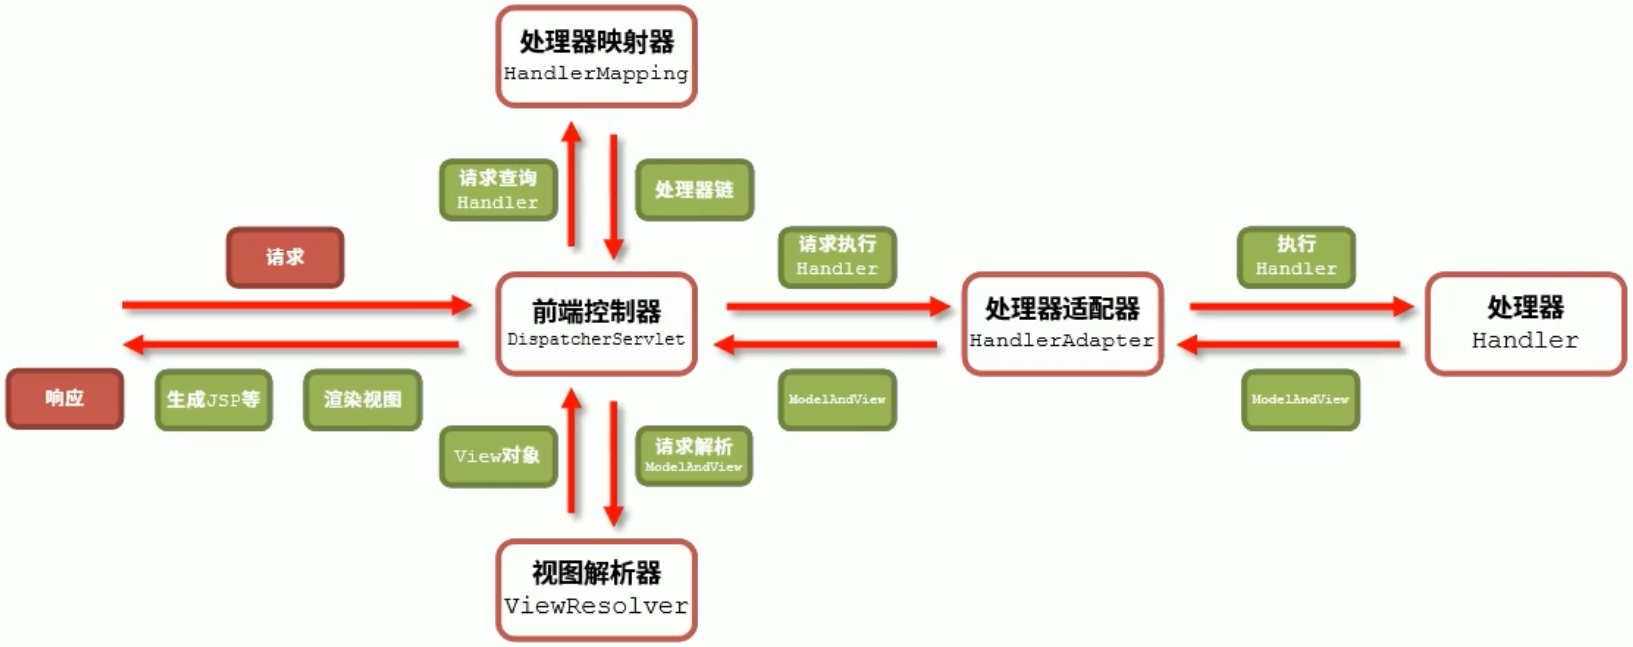 处理器映射器
HandlerMapping
请求查询
Handler
处理器链
请求
请求执行
Handler
执行
Handler
前端控制器
DispatcherServlet
处理器适配器
HandlerAdapter
处理器
Handler
响应
生成JSP等
渲染视图
ModelAndView
ModelAndView
View对象
请求解析
ModelAndView
视图解析器
ViewResolver